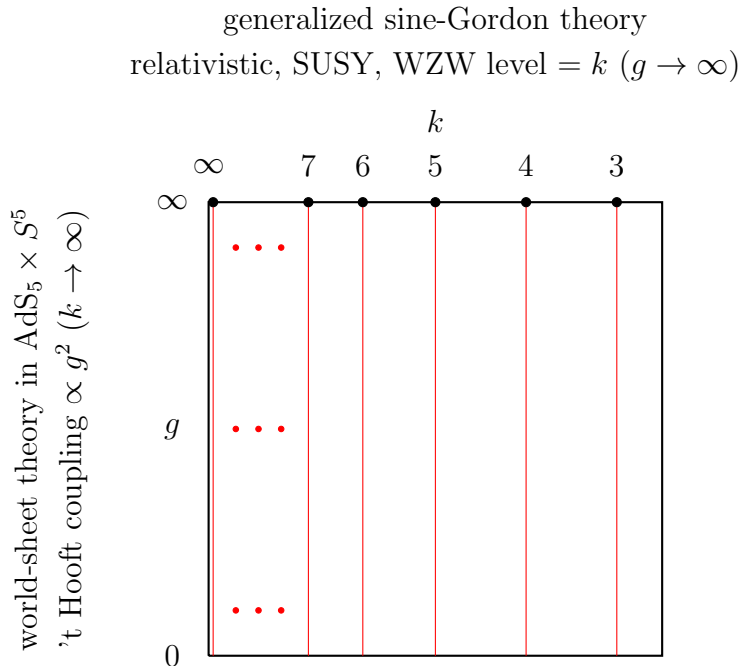 generalized sine-Gordon theory
relativistic, SUSY, WZW level = k (g → ∞)
k
∞ 7 6 5 4 3
∞
g
0
world-sheet theory in AdS₅ × S⁵
't Hooft coupling ∝ g² (k → ∞)